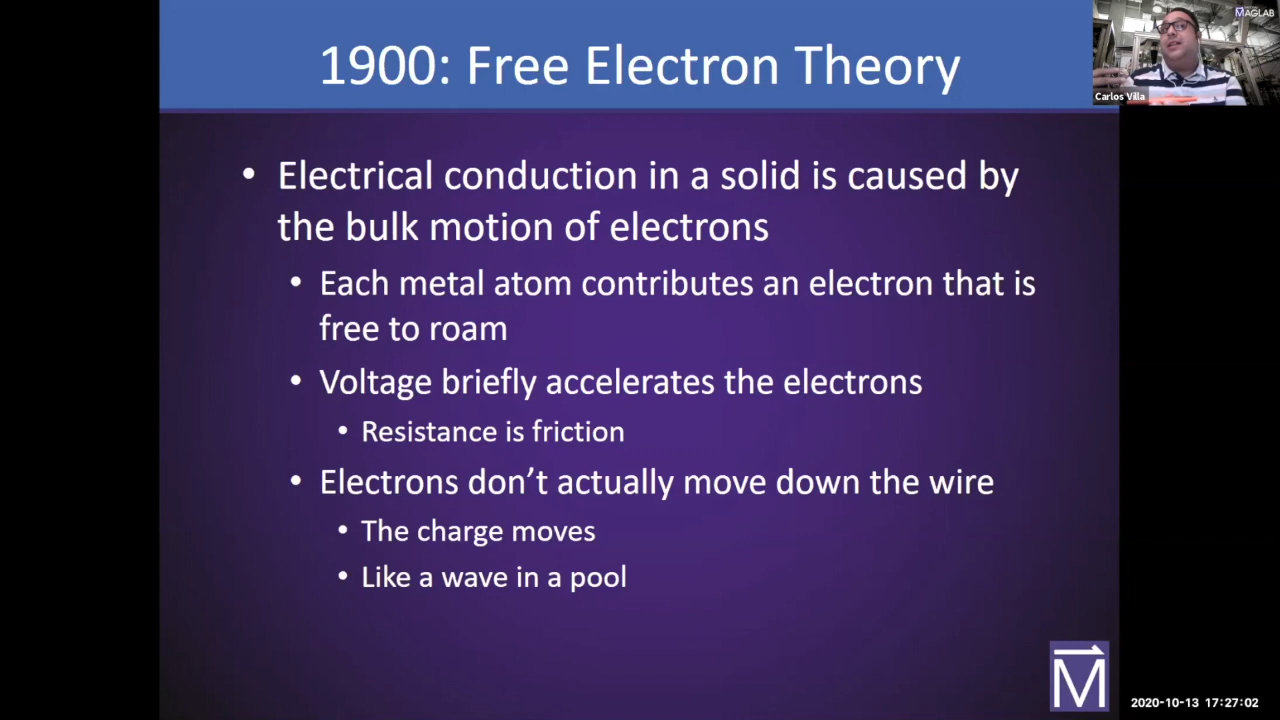 1900: Free Electron Theory
MAGLAB
Carlos Villa
• Electrical conduction in a solid is caused by
the bulk motion of electrons
• Each metal atom contributes an electron that is
free to roam
• Voltage briefly accelerates the electrons
• Resistance is friction
• Electrons don’t actually move down the wire
• The charge moves
• Like a wave in a pool
M
2020-10-13 17:27:02